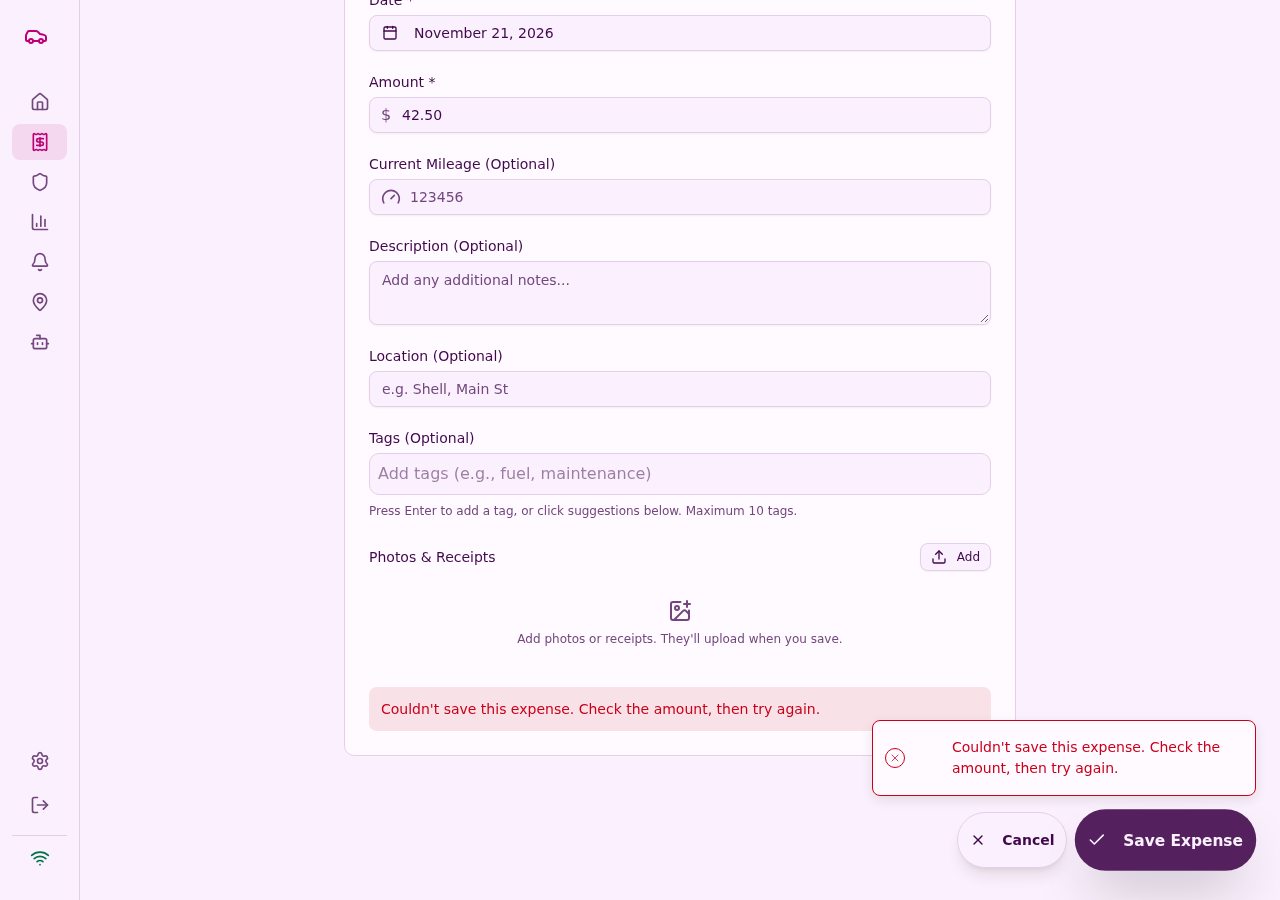 Date *
November 21, 2026
Amount *
$ 42.50
Current Mileage (Optional)
123456
Description (Optional)
Add any additional notes...
Location (Optional)
e.g. Shell, Main St
Tags (Optional)
Add tags (e.g., fuel, maintenance)
Press Enter to add a tag, or click suggestions below. Maximum 10 tags.
Photos & Receipts
Add
Add photos or receipts. They'll upload when you save.
Couldn't save this expense. Check the amount, then try again.
Couldn't save this expense. Check the
amount, then try again.
Cancel
Save Expense